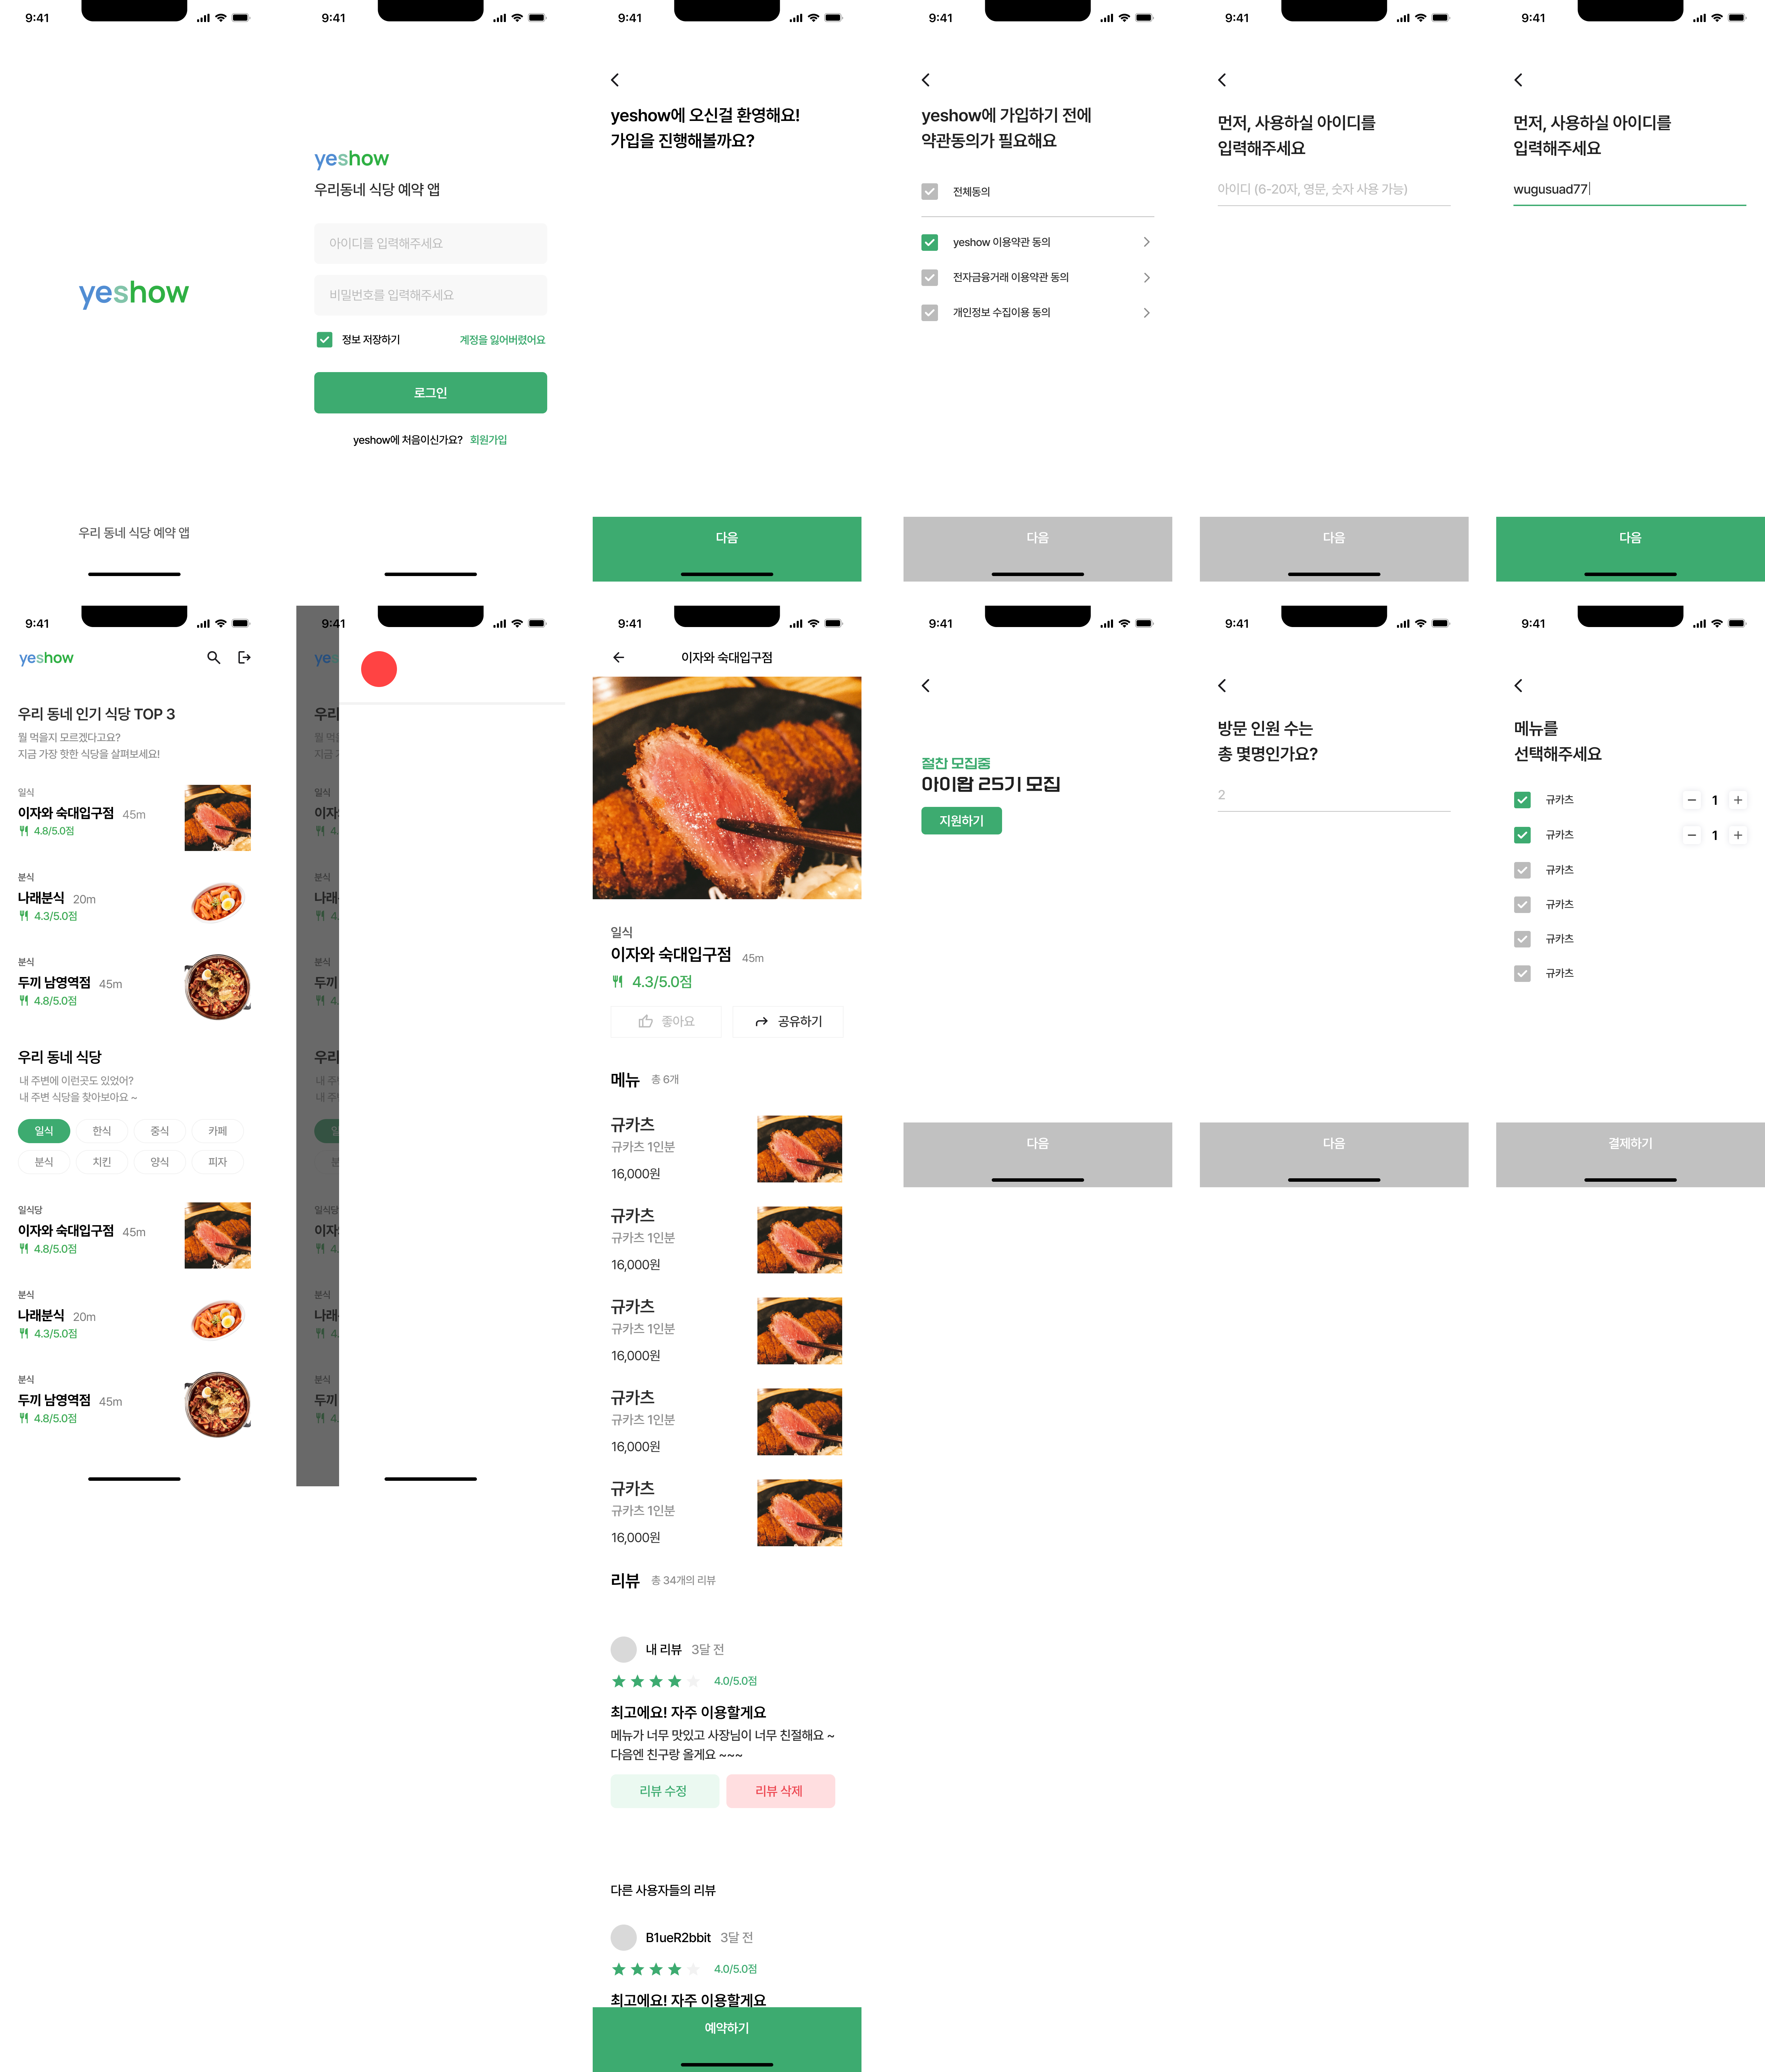 9:41
yeshow
우리 동네 식당 예약 앱
9:41
yeshow
우리동네 식당 예약 앱
아이디를 입력해주세요
비밀번호를 입력해주세요
정보 저장하기
계정을 잃어버렸어요
로그인
yeshow에 처음이신가요? 회원가입
9:41
yeshow에 오신걸 환영해요!
가입을 진행해볼까요?
다음
9:41
yeshow에 가입하기 전에
약관동의가 필요해요
전체동의
yeshow 이용약관 동의
전자금융거래 이용약관 동의
개인정보 수집이용 동의
다음
9:41
먼저, 사용하실 아이디를
입력해주세요
아이디 (6-20자, 영문, 숫자 사용 가능)
다음
9:41
먼저, 사용하실 아이디를
입력해주세요
wugusuad77
다음
9:41
yeshow
우리 동네 인기 식당 TOP 3
뭘 먹을지 모르겠다고요?
지금 가장 핫한 식당을 살펴보세요!
일식
이자와 숙대입구점 45m
4.8/5.0점
분식
나래분식 20m
4.3/5.0점
분식
두끼 남영역점 45m
4.8/5.0점
우리 동네 식당
내 주변에 이런곳도 있었어?
내 주변 식당을 찾아보아요 ~
일식 한식 중식 카페
분식 치킨 양식 피자
일식당
이자와 숙대입구점 45m
4.8/5.0점
분식
나래분식 20m
4.3/5.0점
분식
두끼 남영역점 45m
4.8/5.0점
9:41
ye
우리
뭘 먹
지금
일식
이자
4.
분식
나래
4.
분식
두끼
4.
우리
내 주
내 주
일
분
일식당
이자
4.
분식
나래
4.
분식
두끼
4.
9:41
이자와 숙대입구점
일식
이자와 숙대입구점 45m
4.3/5.0점
좋아요
공유하기
메뉴 총 6개
규카츠
규카츠 1인분
16,000원
규카츠
규카츠 1인분
16,000원
규카츠
규카츠 1인분
16,000원
규카츠
규카츠 1인분
16,000원
규카츠
규카츠 1인분
16,000원
리뷰 총 34개의 리뷰
내 리뷰 3달 전
4.0/5.0점
최고에요! 자주 이용할게요
메뉴가 너무 맛있고 사장님이 너무 친절해요 ~
다음엔 친구랑 올게요 ~~~
리뷰 수정
리뷰 삭제
다른 사용자들의 리뷰
B1ueR2bbit 3달 전
4.0/5.0점
최고에요! 자주 이용할게요
예약하기
9:41
절찬 모집중
아이왑 25기 모집
지원하기
다음
9:41
방문 인원 수는
총 몇명인가요?
2
다음
9:41
메뉴를
선택해주세요
규카츠 1
규카츠 1
규카츠
규카츠
규카츠
규카츠
결제하기